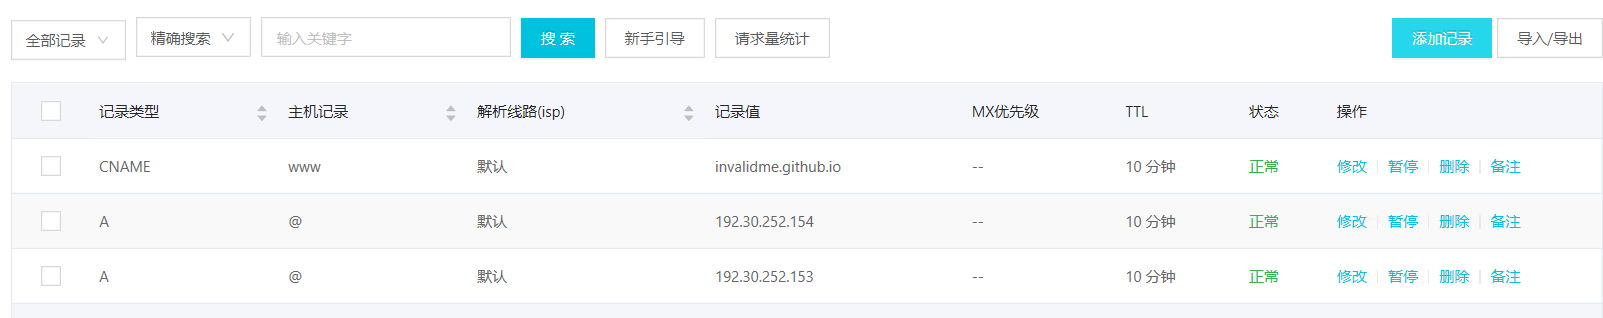 全部记录 精确搜索 输入关键字 搜 索 新手引导 请求量统计 添加记录 导入/导出
记录类型 主机记录 解析线路(isp) 记录值 MX优先级 TTL 状态 操作
CNAME www 默认 invalidme.github.io -- 10 分钟 正常 修改 暂停 删除 备注
A @ 默认 192.30.252.154 -- 10 分钟 正常 修改 暂停 删除 备注
A @ 默认 192.30.252.153 -- 10 分钟 正常 修改 暂停 删除 备注